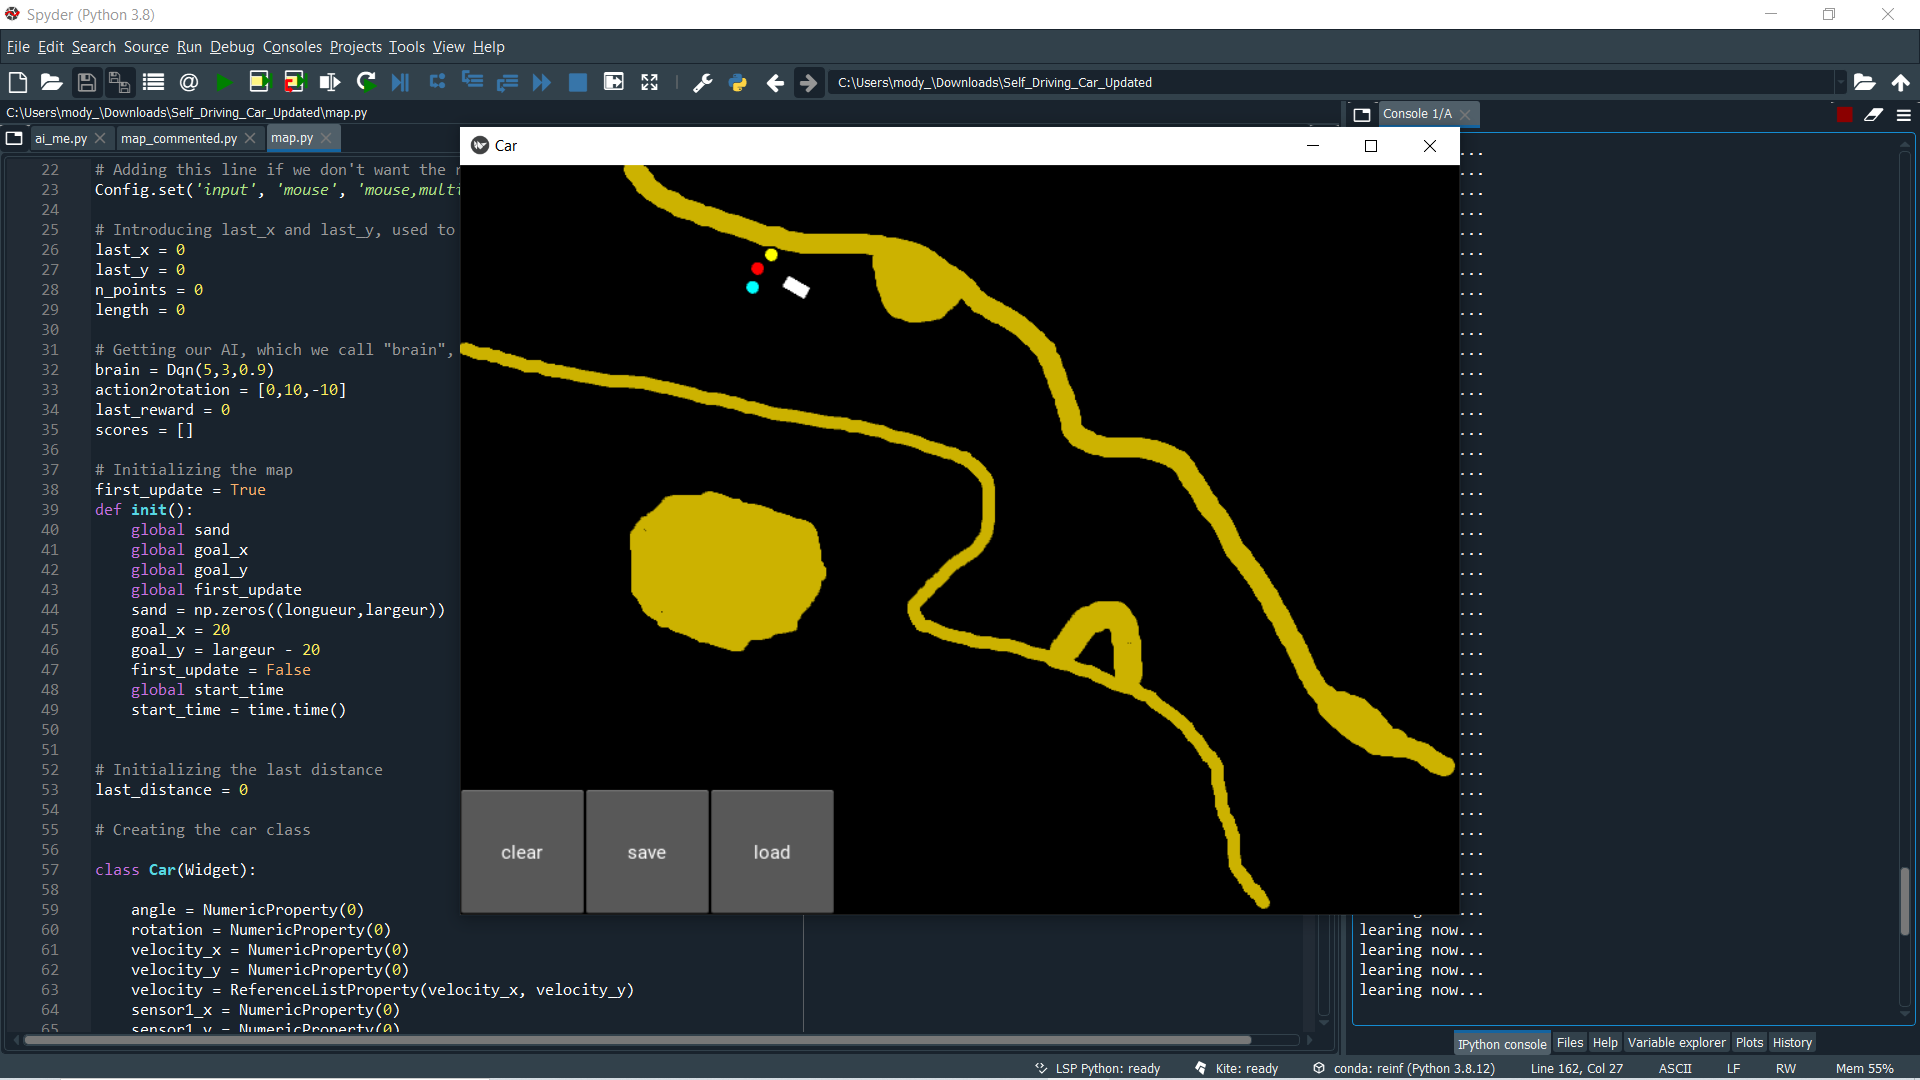 Spyder (Python 3.8)
File Edit Search Source Run Debug Consoles Projects Tools View Help
C:\Users\mody_\Downloads\Self_Driving_Car_Updated
C:\Users\mody_\Downloads\Self_Driving_Car_Updated\map.py
ai_me.py map_commented.py map.py
22 # Adding this line if we don't want the
23 Config.set('input', 'mouse', 'mouse,multi
24
25 # Introducing last_x and last_y, used to
26 last_x = 0
27 last_y = 0
28 n_points = 0
29 length = 0
30
31 # Getting our AI, which we call "brain",
32 brain = Dqn(5,3,0.9)
33 action2rotation = [0,10,-10]
34 last_reward = 0
35 scores = []
36
37 # Initializing the map
38 first_update = True
39 def init():
40 global sand
41 global goal_x
42 global goal_y
43 global first_update
44 sand = np.zeros((longueur,largeur))
45 goal_x = 20
46 goal_y = largeur - 20
47 first_update = False
48 global start_time
49 start_time = time.time()
50
51
52 # Initializing the last distance
53 last_distance = 0
54
55 # Creating the car class
56
57 class Car(Widget):
58
59 angle = NumericProperty(0)
60 rotation = NumericProperty(0)
61 velocity_x = NumericProperty(0)
62 velocity_y = NumericProperty(0)
63 velocity = ReferenceListProperty(velocity_x, velocity_y)
64 sensor1_x = NumericProperty(0)
65 sensor1_y = NumericProperty(0)
Car
clear
save
load
Console 1/A
learing now...
learing now...
learing now...
learing now...
IPython console Files Help Variable explorer Plots History
LSP Python: ready Kite: ready conda: reinf (Python 3.8.12) Line 162, Col 27 ASCII LF RW Mem 55%